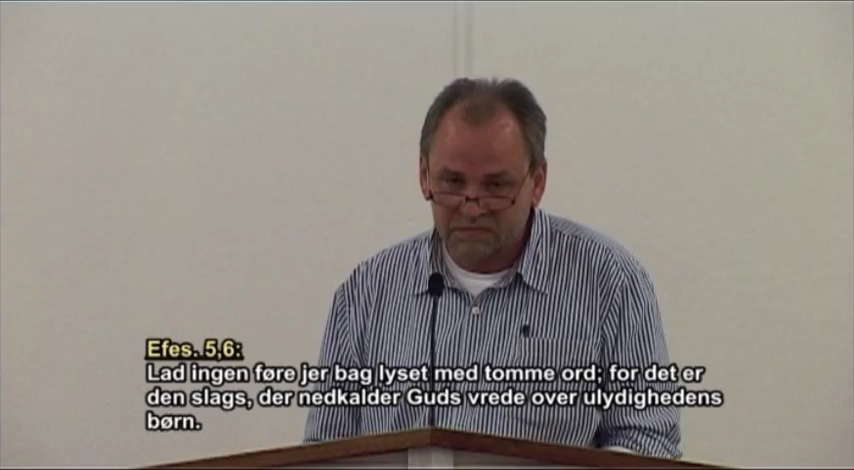 Efes. 5,6:
Lad ingen føre jer bag lyset med tomme ord; for det er
den slags, der nedkalder Guds vrede over ulydighedens
børn.